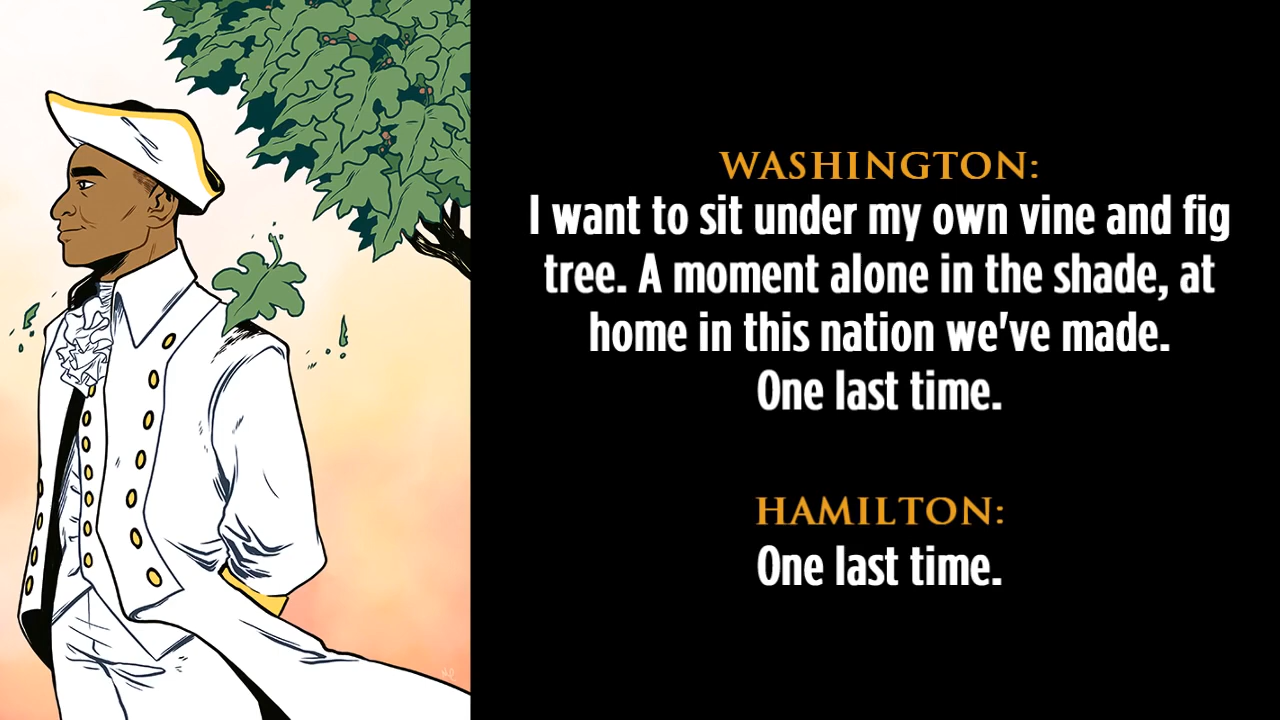 WASHINGTON:
I want to sit under my own vine and fig
tree. A moment alone in the shade, at
home in this nation we've made.
One last time.
HAMILTON:
One last time.